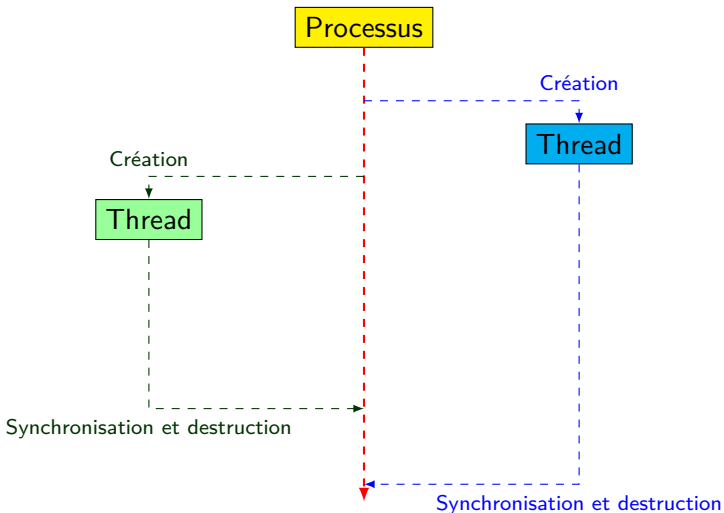 Processus
Création
Thread
Création
Thread
Synchronisation et destruction
Synchronisation et destruction